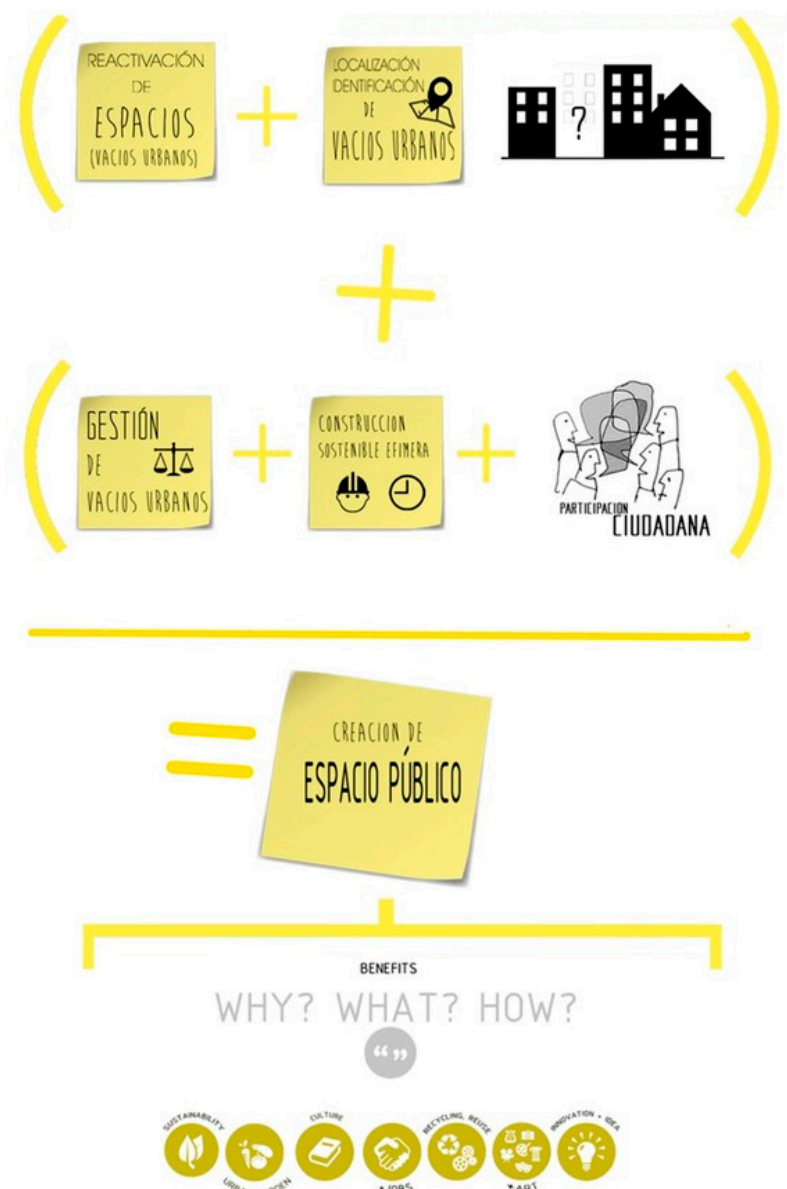 REACTIVACIÓN
DE
ESPACIOS
(VACIOS URBANOS)
LOCALIZACIÓN
IDENTIFICACIÓN
DE
VACIOS URBANOS
?
GESTIÓN
DE
VACIOS URBANOS
CONSTRUCCION
SOSTENIBLE EFIMERA
PARTICIPACION
CIUDADANA
=
CREACION DE
ESPACIO PÚBLICO
BENEFITS
WHY? WHAT? HOW?
“ ”
SUSTAINABILITY
CULTURE
RECYCLING, REUSE
INNOVATION + IDEA
+JOBS
+ART